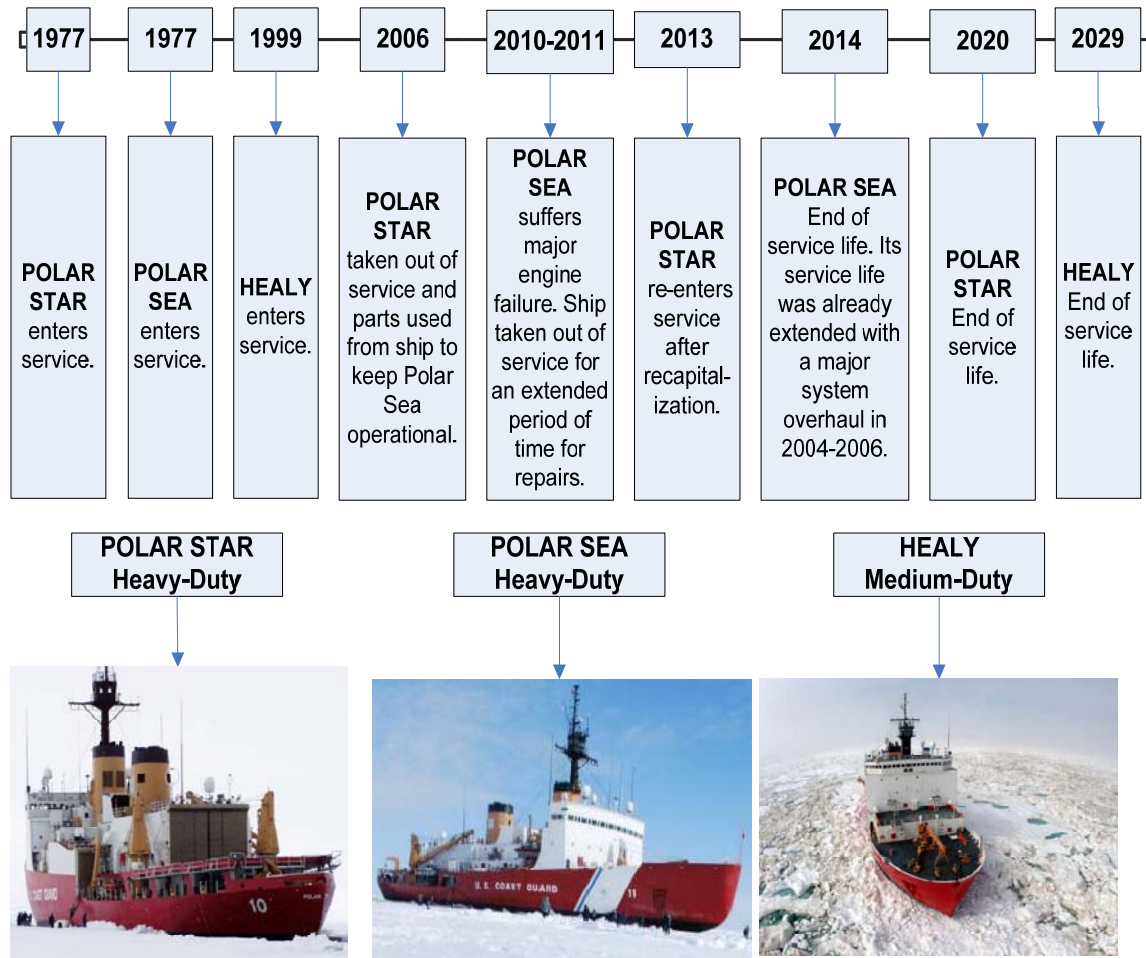 1977
1977
1999
2006
2010-2011
2013
2014
2020
2029
POLAR
STAR
enters
service.
POLAR
SEA
enters
service.
HEALY
enters
service.
POLAR
STAR
taken out of
service and
parts used
from ship to
keep Polar
Sea
operational.
POLAR
SEA
suffers
major
engine
failure. Ship
taken out of
service for
an extended
period of
time for
repairs.
POLAR
STAR
re-enters
service
after
recapital-
ization.
POLAR SEA
End of
service life. Its
service life
was already
extended with
a major
system
overhaul in
2004-2006.
POLAR
STAR
End of
service
life.
HEALY
End of
service
life.
POLAR STAR
Heavy-Duty
POLAR SEA
Heavy-Duty
HEALY
Medium-Duty
COAST GUARD
10
POLAR
U.S. COAST GUARD
11